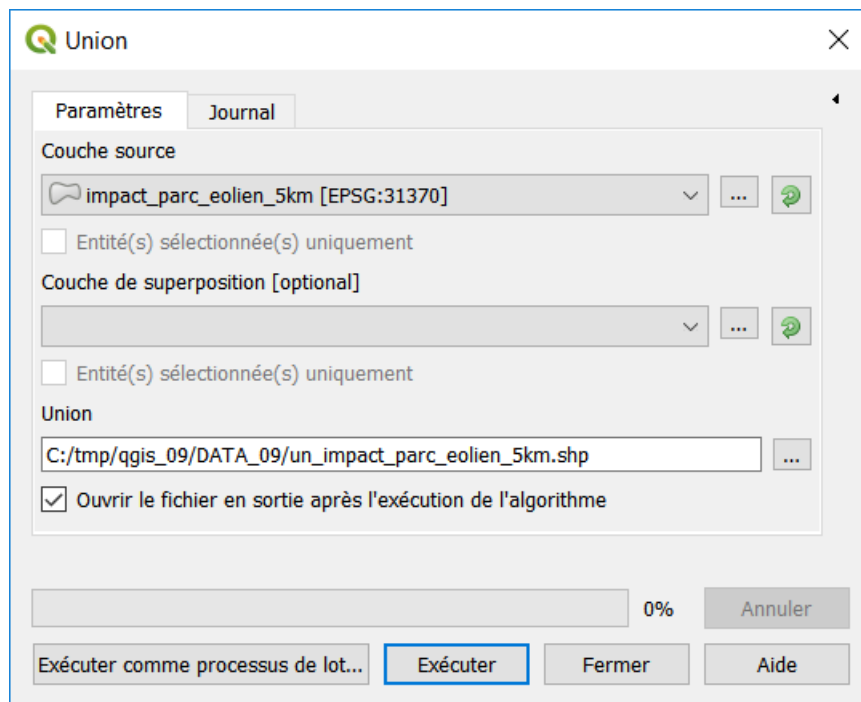 Union
Paramètres
Journal
Couche source
impact_parc_eolien_5km [EPSG:31370]
...
Entité(s) sélectionnée(s) uniquement
Couche de superposition [optional]
...
Entité(s) sélectionnée(s) uniquement
Union
C:/tmp/qgis_09/DATA_09/un_impact_parc_eolien_5km.shp
...
Ouvrir le fichier en sortie après l'exécution de l'algorithme
0%
Annuler
Exécuter comme processus de lot...
Exécuter
Fermer
Aide